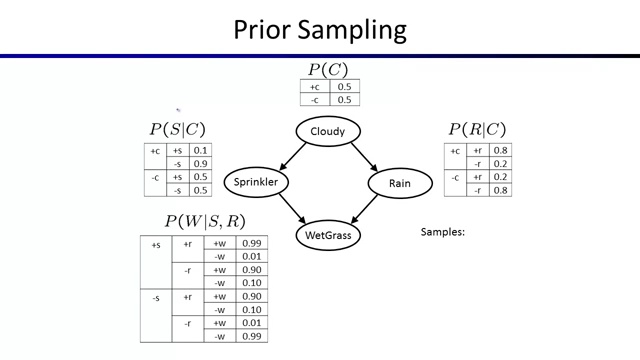 Prior Sampling
P(C)
+c 0.5
-c 0.5
Cloudy
P(S|C)
+c +s 0.1
-s 0.9
-c +s 0.5
-s 0.5
P(R|C)
+c +r 0.8
-r 0.2
-c +r 0.2
-r 0.8
Sprinkler
Rain
WetGrass
P(W|S, R)
+s +r +w 0.99
-w 0.01
-r +w 0.90
-w 0.10
-s +r +w 0.90
-w 0.10
-r +w 0.01
-w 0.99
Samples: